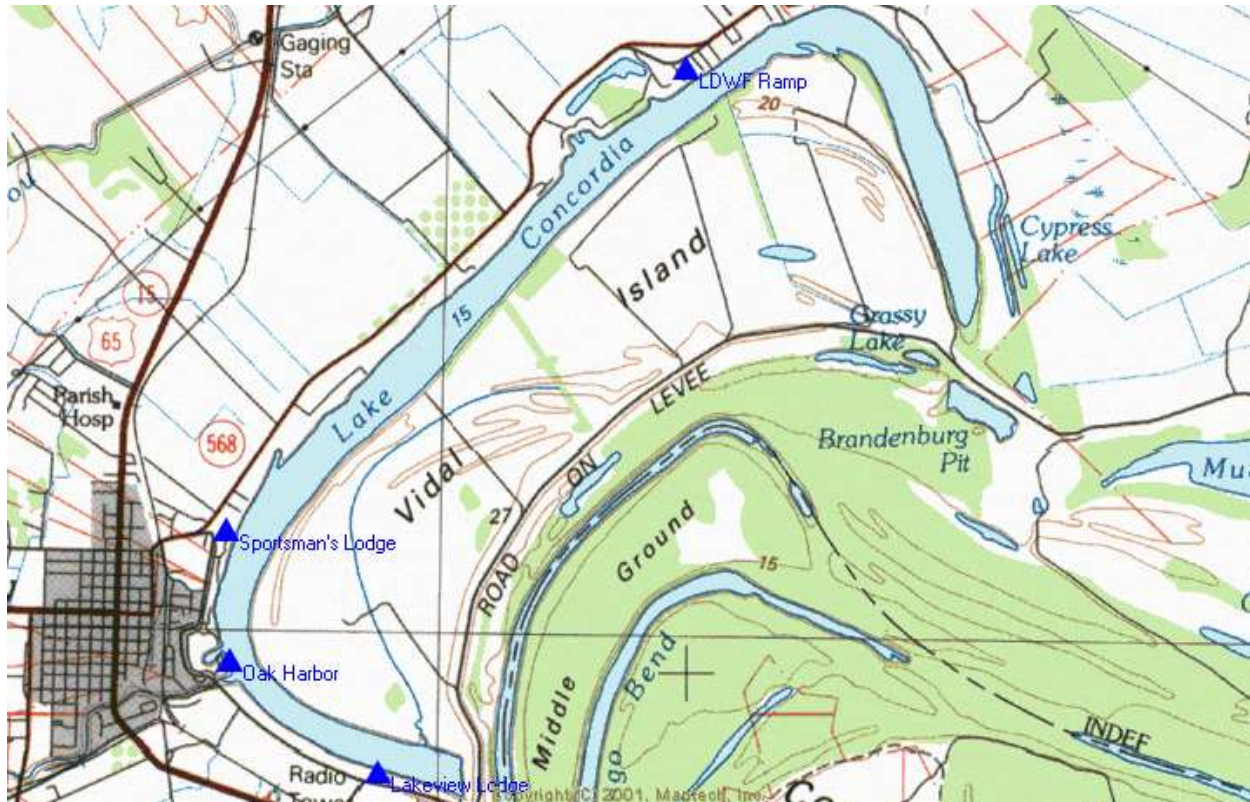 Gaging
Sta
LDWF Ramp
20
ou
Lake Concordia
15
Cypress
Lake
Island
15
65
Grassy
Lake
Parish
Hosp
LEVEE
568
Brandenburg
Pit
Vidal
ON
27
Ground
15
Sportsman's Lodge
ROAD
Bend
Oak Harbor
Middle
INDEF
Radio
Tower
Lakeview Lodge
Copyright (C) 2001, Maptech, Inc.